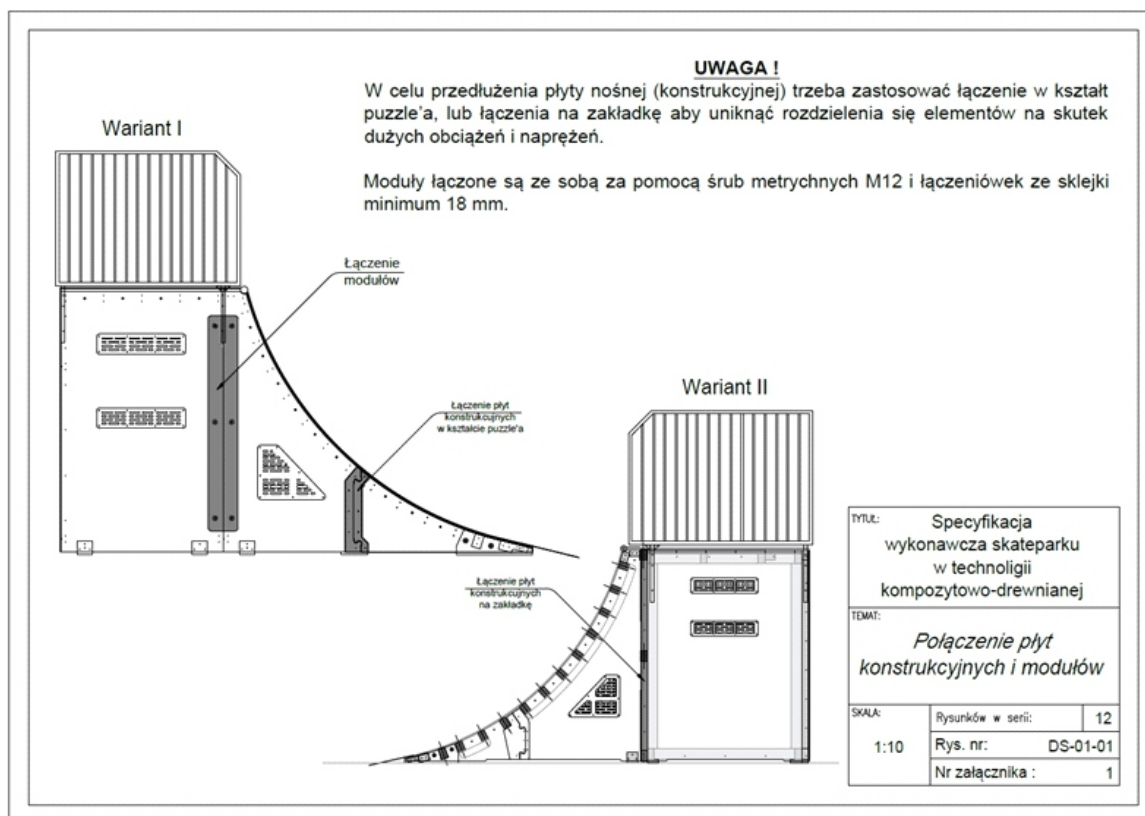 UWAGA !
W celu przedłużenia płyty nośnej (konstrukcyjnej) trzeba zastosować łączenie w kształt
puzzle'a, lub łączenia na zakładkę aby uniknąć rozdzielenia się elementów na skutek
dużych obciążeń i naprężeń.
Moduły łączone są ze sobą za pomocą śrub metrychnych M12 i łączeniówek ze sklejki
minimum 18 mm.
Wariant I
Łączenie
modułów
Łączenie płyt
konstrukcujnych
w kształcie puzzle'a
Wariant II
Łączenie płyt
konstrukcujnych
na zakładkę
TYTUŁ:
Specyfikacja
wykonawcza skateparku
w technoligii
kompozytowo-drewnianej
TEMAT:
Połączenie płyt
konstrukcyjnych i modułów
SKALA:
1:10
Rysunków w serii: 12
Rys. nr: DS-01-01
Nr załącznika : 1